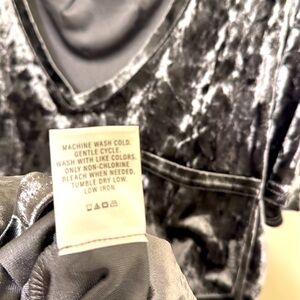 MACHINE WASH COLD.
GENTLE CYCLE.
WASH WITH LIKE COLORS.
ONLY NON-CHLORINE
BLEACH WHEN NEEDED.
TUMBLE DRY LOW.
LOW IRON.